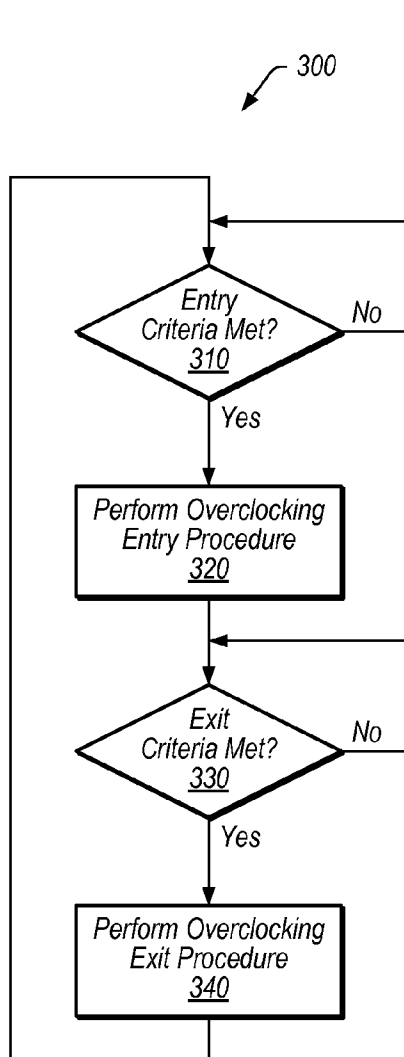 300
Entry
Criteria Met?
310
No
Yes
Perform Overclocking
Entry Procedure
320
Exit
Criteria Met?
330
No
Yes
Perform Overclocking
Exit Procedure
340